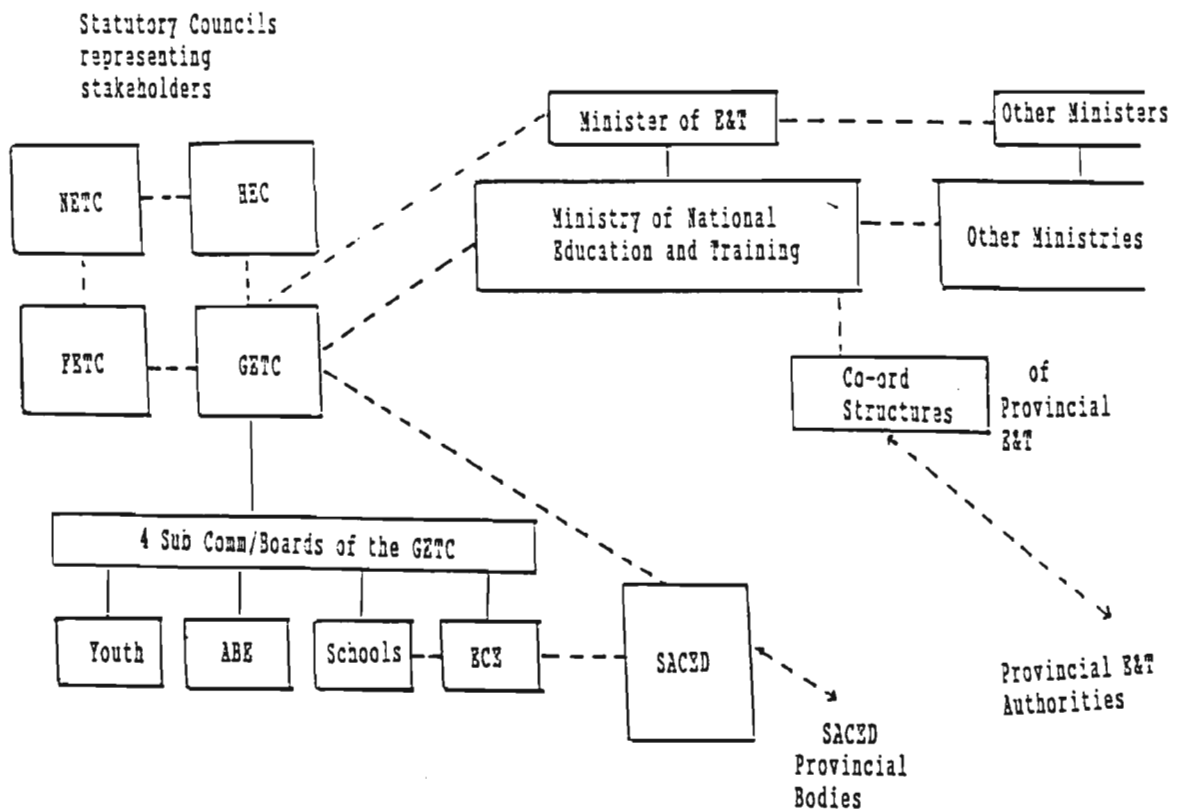 Statutory Councils
representing
stakeholders
Minister of E&T
Other Ministers
NETC
HEC
Ministry of National
Education and Training
Other Ministries
FETC
GETC
Co-ord
Structures
of
Provincial
E&T
4 Sub Comm/Boards of the GETC
Youth
ABE
Schools
ECE
SACED
Provincial E&T
Authorities
SACED
Provincial
Bodies